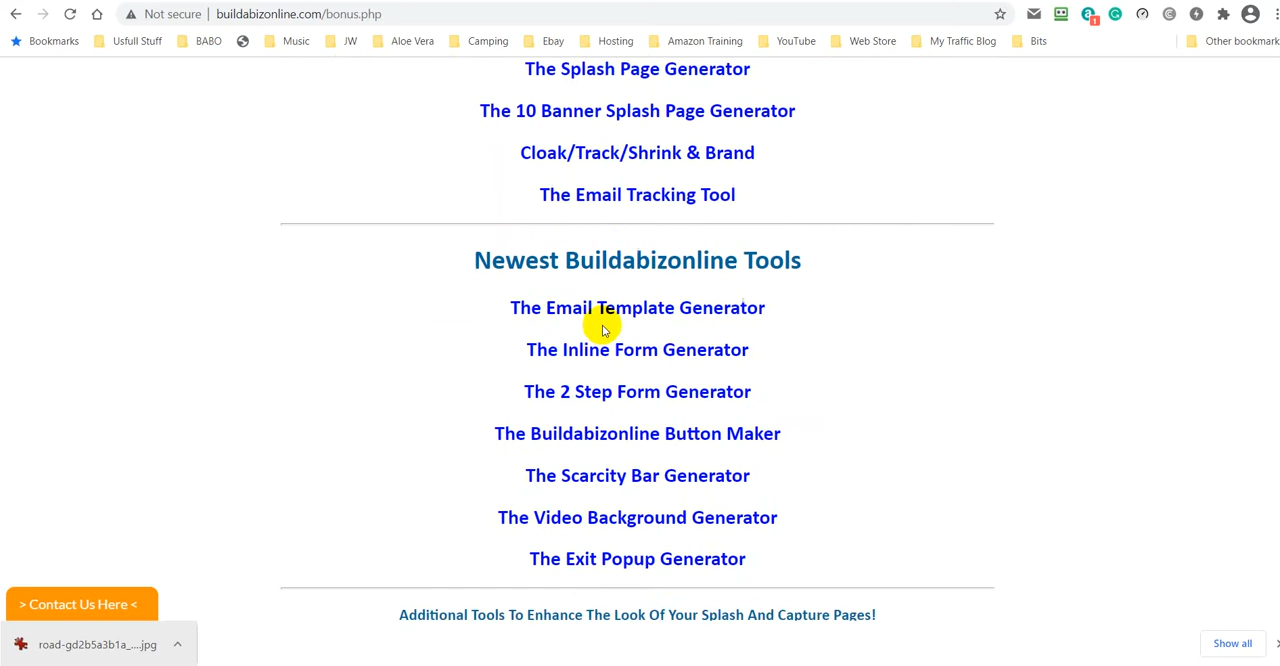 Not secure | buildabizonline.com/bonus.php
1
Bookmarks Usfull Stuff BABO Music JW Aloe Vera Camping Ebay Hosting Amazon Training YouTube Web Store My Traffic Blog Bits Other bookmark
The Splash Page Generator
The 10 Banner Splash Page Generator
Cloak/Track/Shrink & Brand
The Email Tracking Tool
Newest Buildabizonline Tools
The Email Template Generator
The Inline Form Generator
The 2 Step Form Generator
The Buildabizonline Button Maker
The Scarcity Bar Generator
The Video Background Generator
The Exit Popup Generator
> Contact Us Here <
Additional Tools To Enhance The Look Of Your Splash And Capture Pages!
road-gd2b5a3b1a_....jpg
Show all